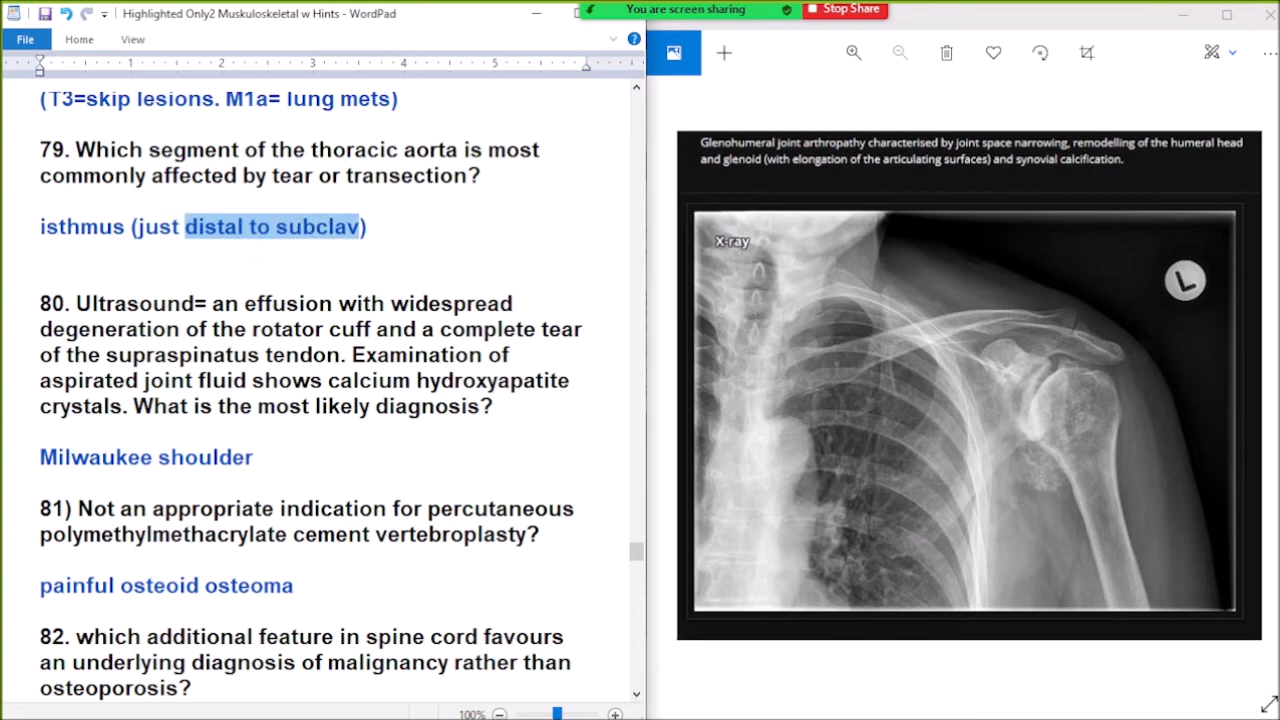 Highlighted Only2 Muskuloskeletal w Hints - WordPad
You are screen sharing
Stop Share
File
Home
View
1
2
3
4
5
(T3=skip lesions. M1a= lung mets)
79. Which segment of the thoracic aorta is most
commonly affected by tear or transection?
isthmus (just distal to subclav)
80. Ultrasound= an effusion with widespread
degeneration of the rotator cuff and a complete tear
of the supraspinatus tendon. Examination of
aspirated joint fluid shows calcium hydroxyapatite
crystals. What is the most likely diagnosis?
Milwaukee shoulder
81) Not an appropriate indication for percutaneous
polymethylmethacrylate cement vertebroplasty?
painful osteoid osteoma
82. which additional feature in spine cord favours
an underlying diagnosis of malignancy rather than
osteoporosis?
100%
Glenohumeral joint arthropathy characterised by joint space narrowing, remodelling of the humeral head
and glenoid (with elongation of the articulating surfaces) and synovial calcification.
X-ray
L